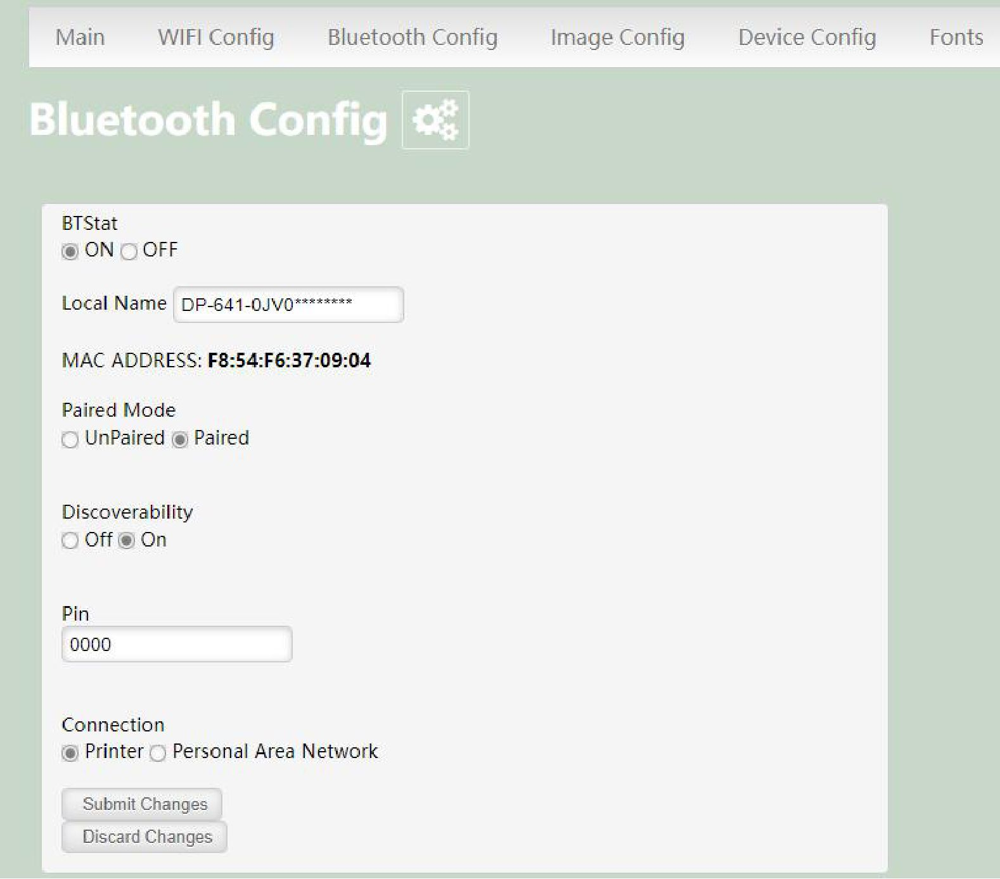 Main WIFI Config Bluetooth Config Image Config Device Config Fonts
Bluetooth Config
BTStat
ON OFF
Local Name DP-641-0JV0********
MAC ADDRESS: F8:54:F6:37:09:04
Paired Mode
UnPaired Paired
Discoverability
Off On
Pin
0000
Connection
Printer Personal Area Network
Submit Changes
Discard Changes